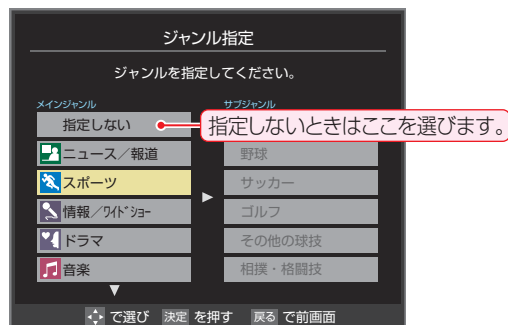 ジャンル指定
ジャンルを指定してください。
メインジャンル
サブジャンル
指定しない
指定しないときはここを選びます。
ニュース／報道
野球
スポーツ
サッカー
情報／ﾜｲﾄﾞｼｮｰ
ゴルフ
ドラマ
その他の球技
音楽
相撲・格闘技
で選び 決定 を押す 戻る で前画面